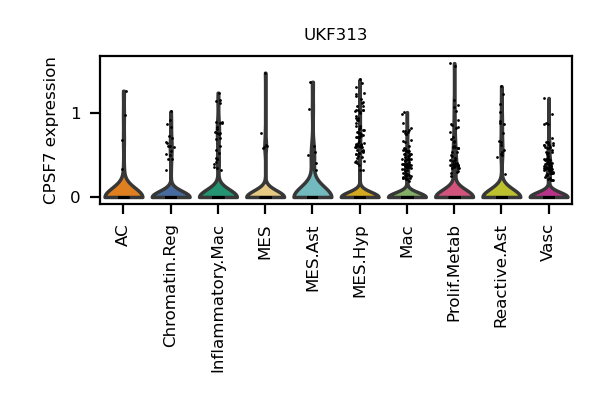 UKF313
CPSF7 expression
1
0
AC
Chromatin.Reg
Inflammatory.Mac
MES
MES.Ast
MES.Hyp
Mac
Prolif.Metab
Reactive.Ast
Vasc